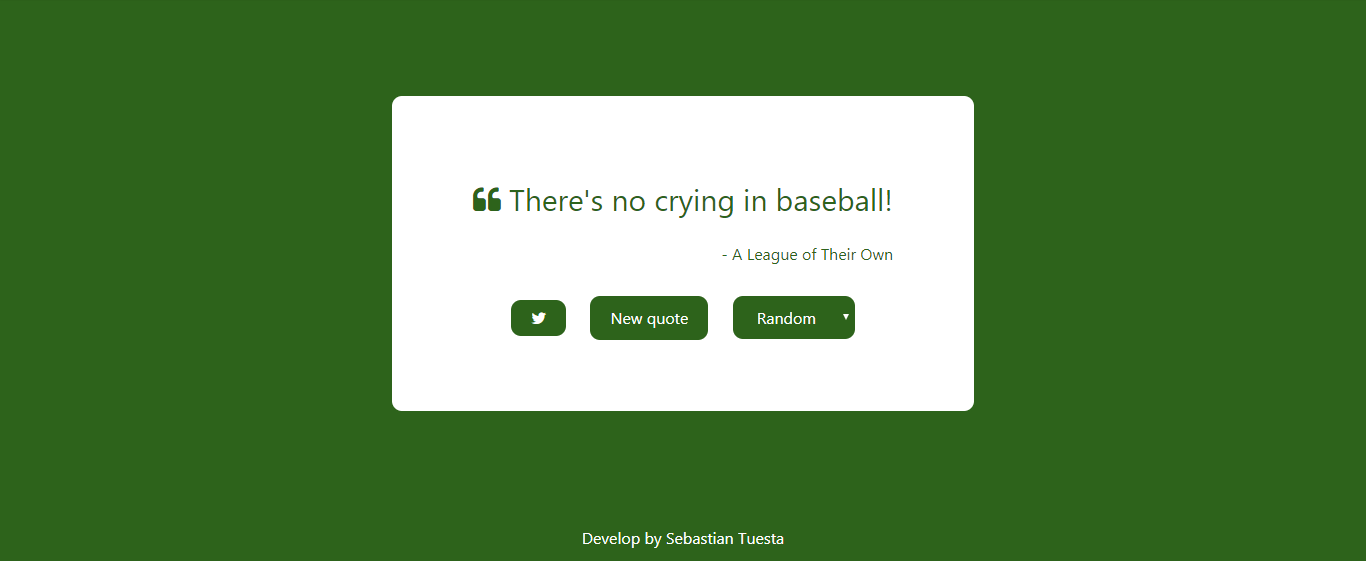 ❝ There's no crying in baseball!
- A League of Their Own
New quote Random
Develop by Sebastian Tuesta